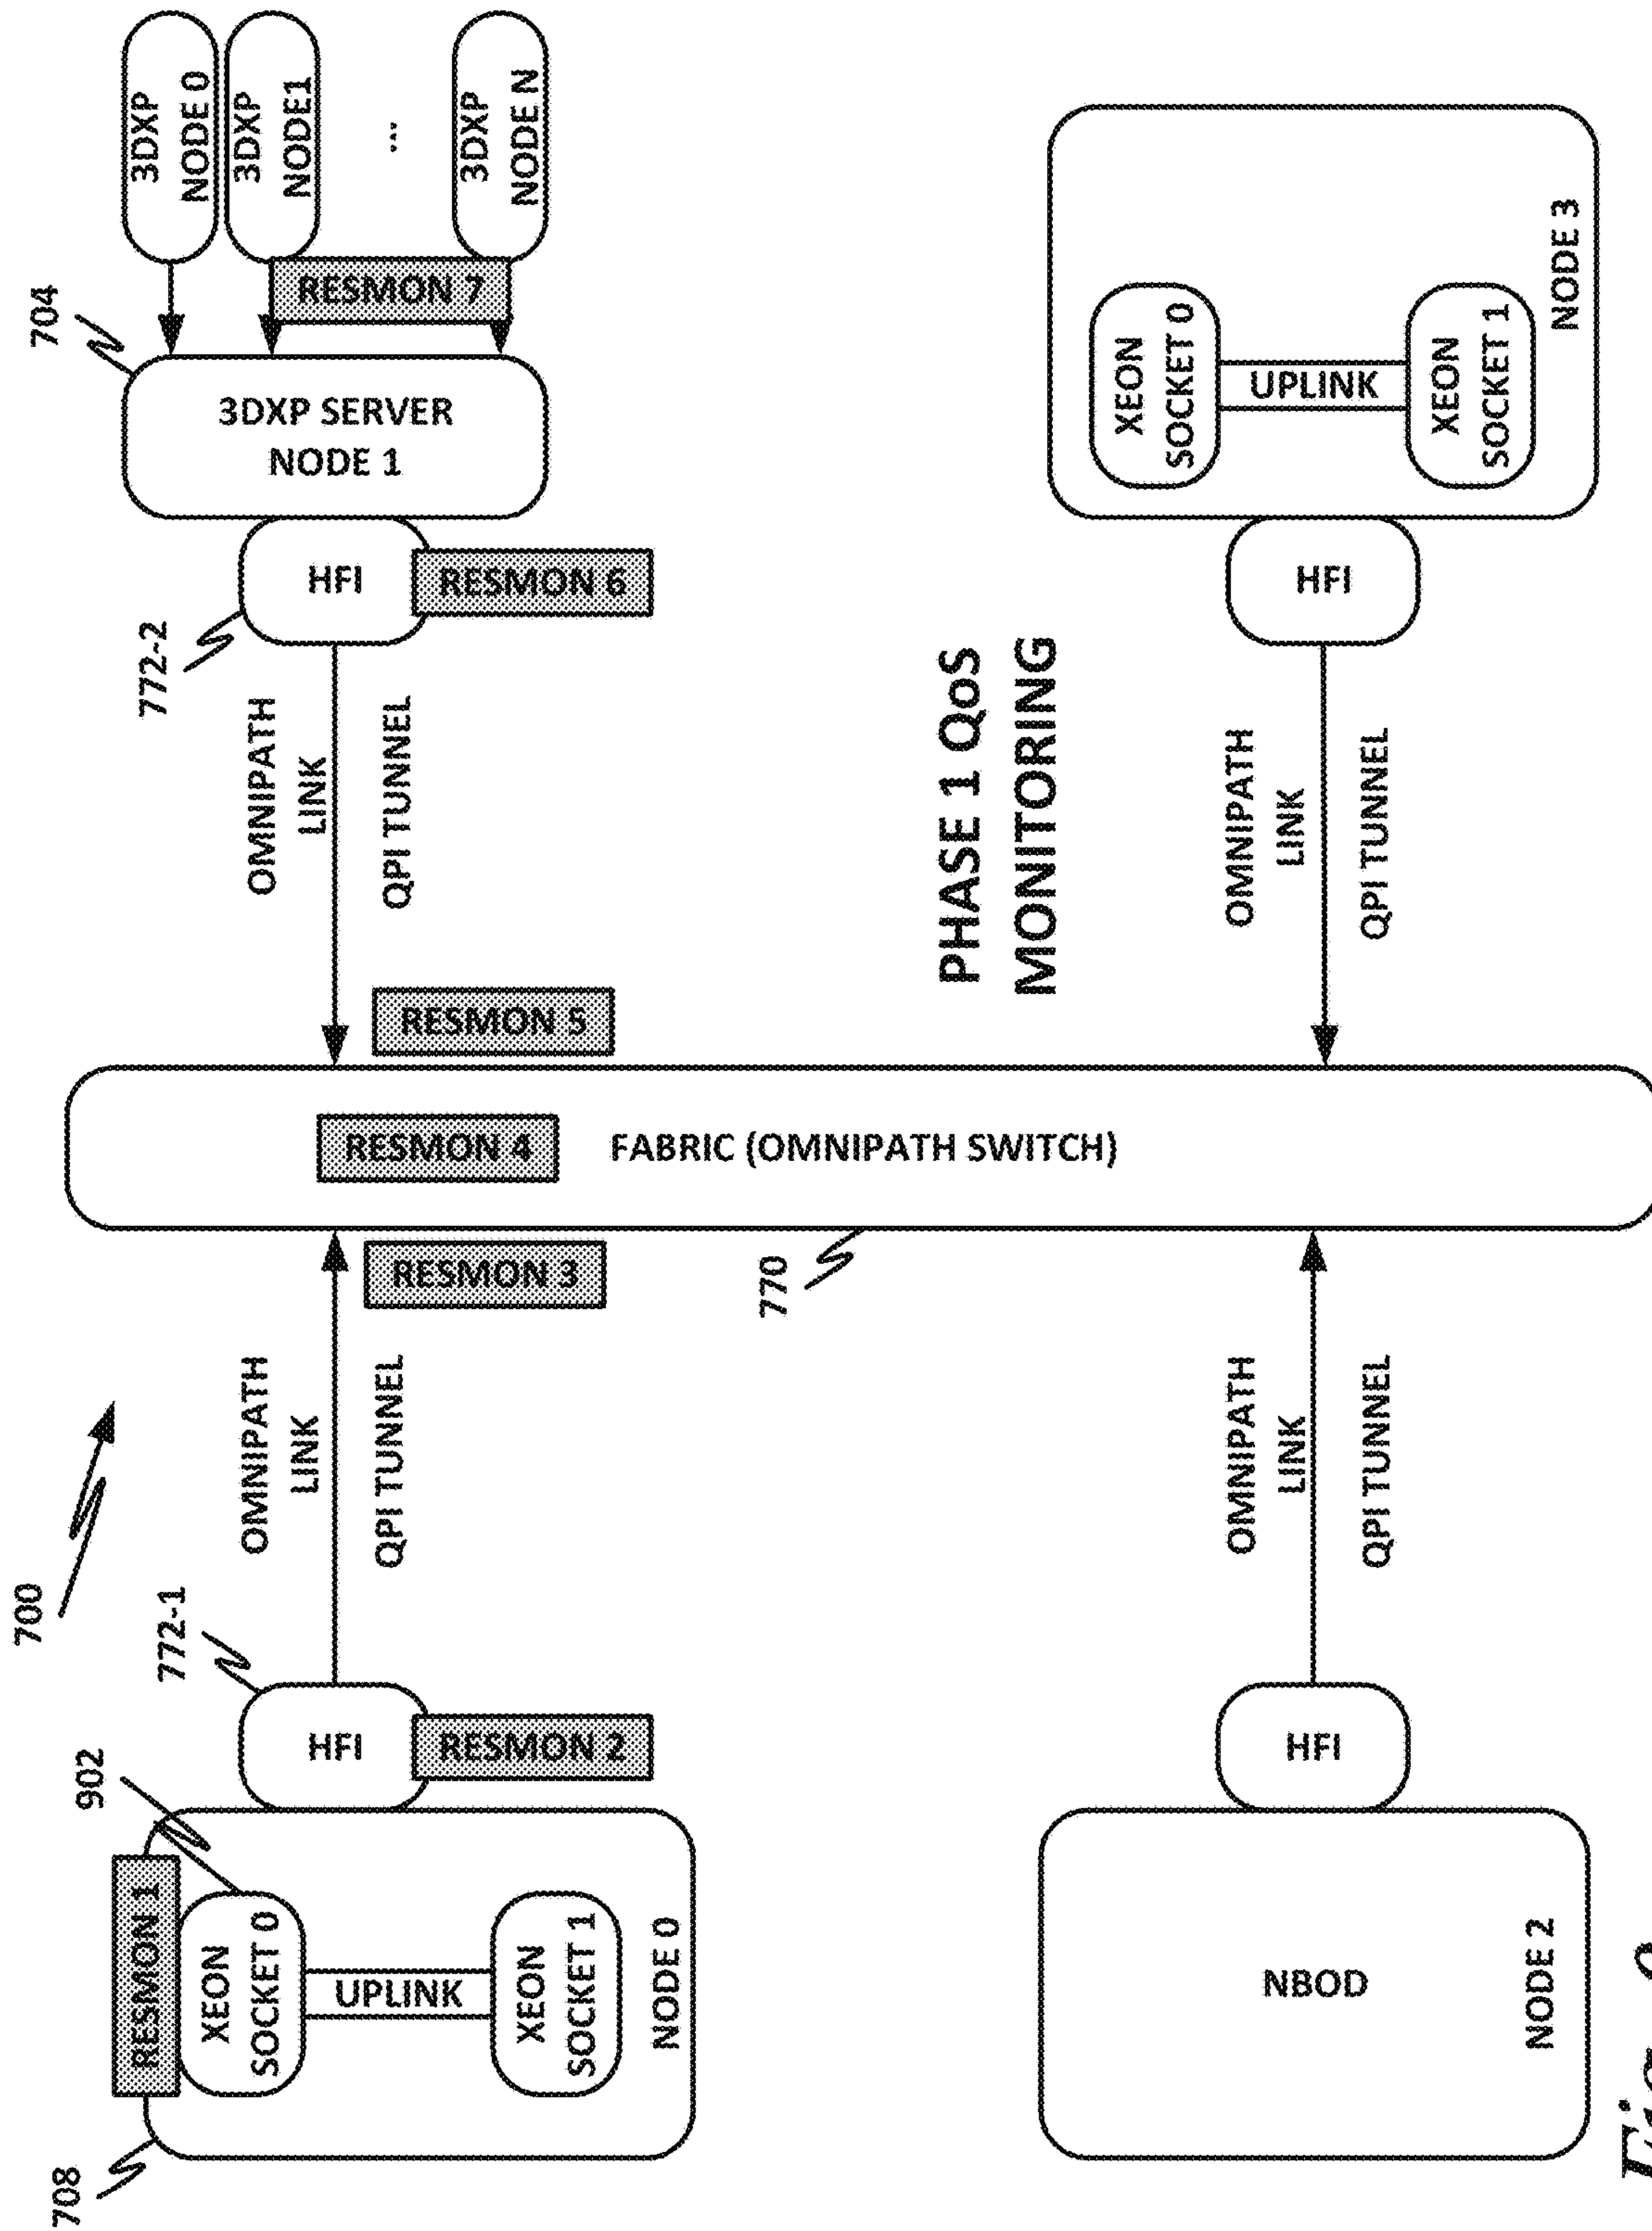 700
708
RESMON 1
902
XEON
SOCKET 0
UPLINK
XEON
SOCKET 1
NODE 0
772-1
HFI
RESMON 2
OMNIPATH
LINK
QPI TUNNEL
RESMON 3
770
RESMON 4
FABRIC (OMNIPATH SWITCH)
RESMON 5
OMNIPATH
LINK
QPI TUNNEL
772-2
HFI
RESMON 6
704
3DXP SERVER
NODE 1
RESMON 7
3DXP
NODE 0
3DXP
NODE1
...
3DXP
NODE N
PHASE 1 QoS
MONITORING
NBOD
NODE 2
HFI
OMNIPATH
LINK
QPI TUNNEL
OMNIPATH
LINK
QPI TUNNEL
HFI
XEON
SOCKET 0
UPLINK
XEON
SOCKET 1
NODE 3